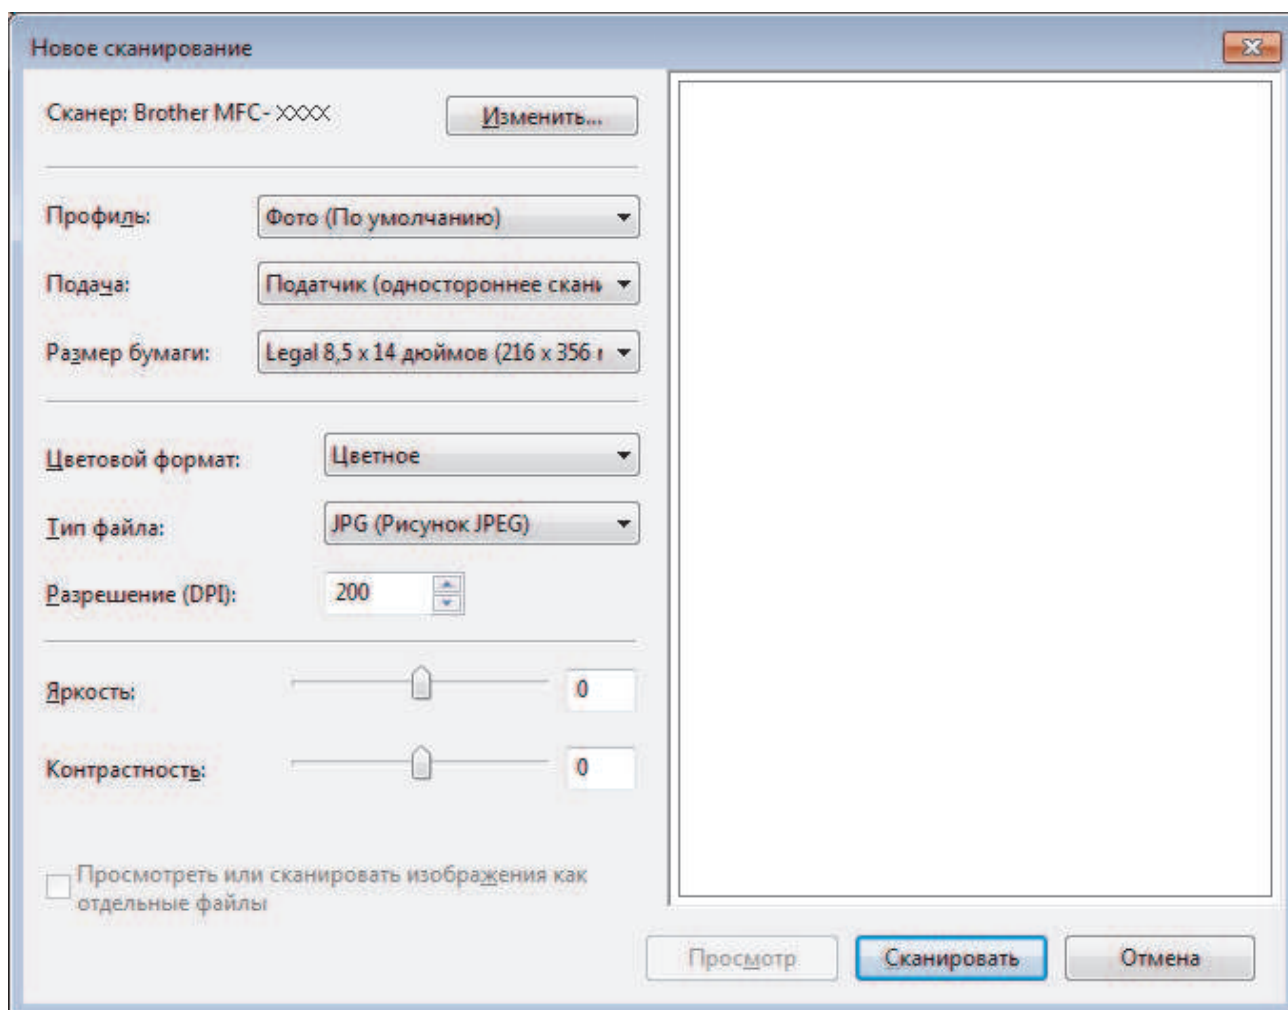 Новое сканирование
Сканер: Brother MFC- XXXX
Изменить...
Профиль:
Фото (По умолчанию)
Подача:
Податчик (одностороннее скани
Размер бумаги:
Legal 8,5 x 14 дюймов (216 x 356 м
Цветовой формат:
Цветное
Тип файла:
JPG (Рисунок JPEG)
Разрешение (DPI):
200
Яркость:
0
Контрастность:
0
Просмотреть или сканировать изображения как
отдельные файлы
Просмотр
Сканировать
Отмена